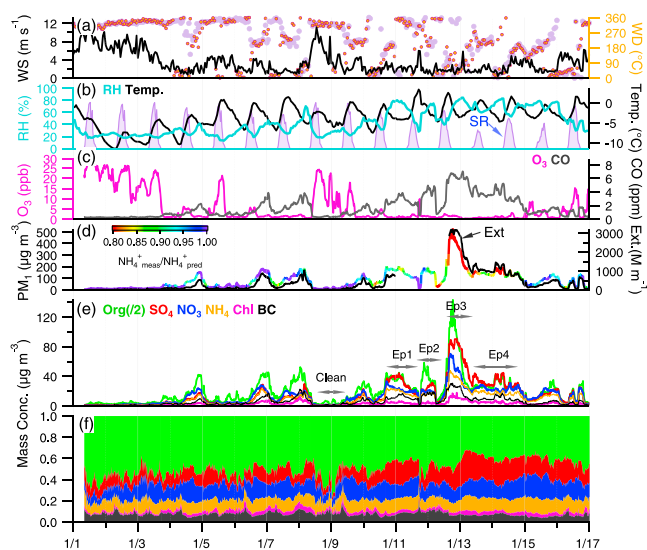 (a)
WS (m s⁻¹)
12
8
4
0
360
270
180
90
0
WD (°C)
(b)
RH Temp.
RH (%)
100
80
60
40
20
0
SR
0
-5
-10
Temp. (°C)
(c)
O₃ CO
O₃ (ppb)
25
20
15
10
5
0
8
6
4
2
0
CO (ppm)
(d)
0.80 0.85 0.90 0.95 1.00
NH₄⁺meas/NH₄⁺pred
Ext
PM₁ (µg m⁻³)
500
400
300
200
100
0
3000
2000
1000
0
Ext.(M m⁻¹)
(e)
Org(/2) SO₄ NO₃ NH₄ Chl BC
Mass Conc. (µg m⁻³)
120
80
40
0
Clean
Ep1
Ep2
Ep3
Ep4
(f)
1.0
0.8
0.6
0.4
0.2
0.0
1/1 1/3 1/5 1/7 1/9 1/11 1/13 1/15 1/17